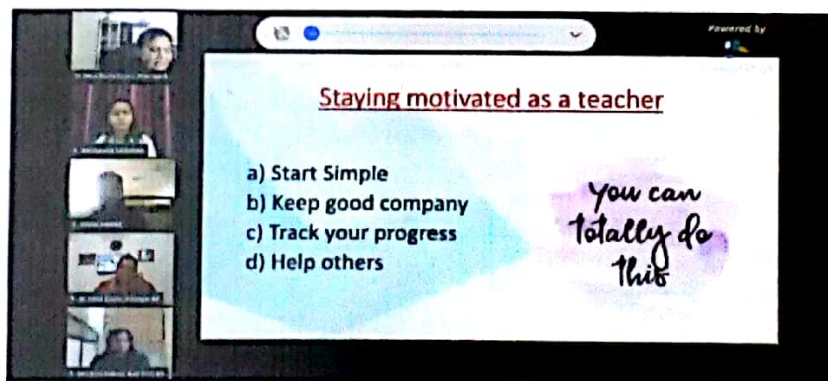 Powered by
Staying motivated as a teacher
a) Start Simple
b) Keep good company
c) Track your progress
d) Help others
you can
totally do
this